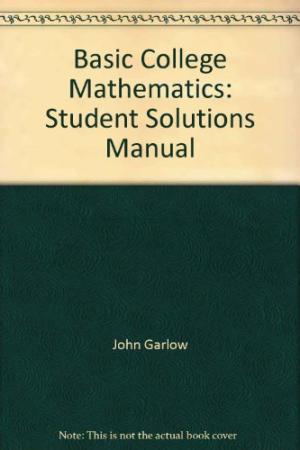 Basic College
Mathematics:
Student Solutions
Manual
John Garlow
Note: This is not the actual book cover